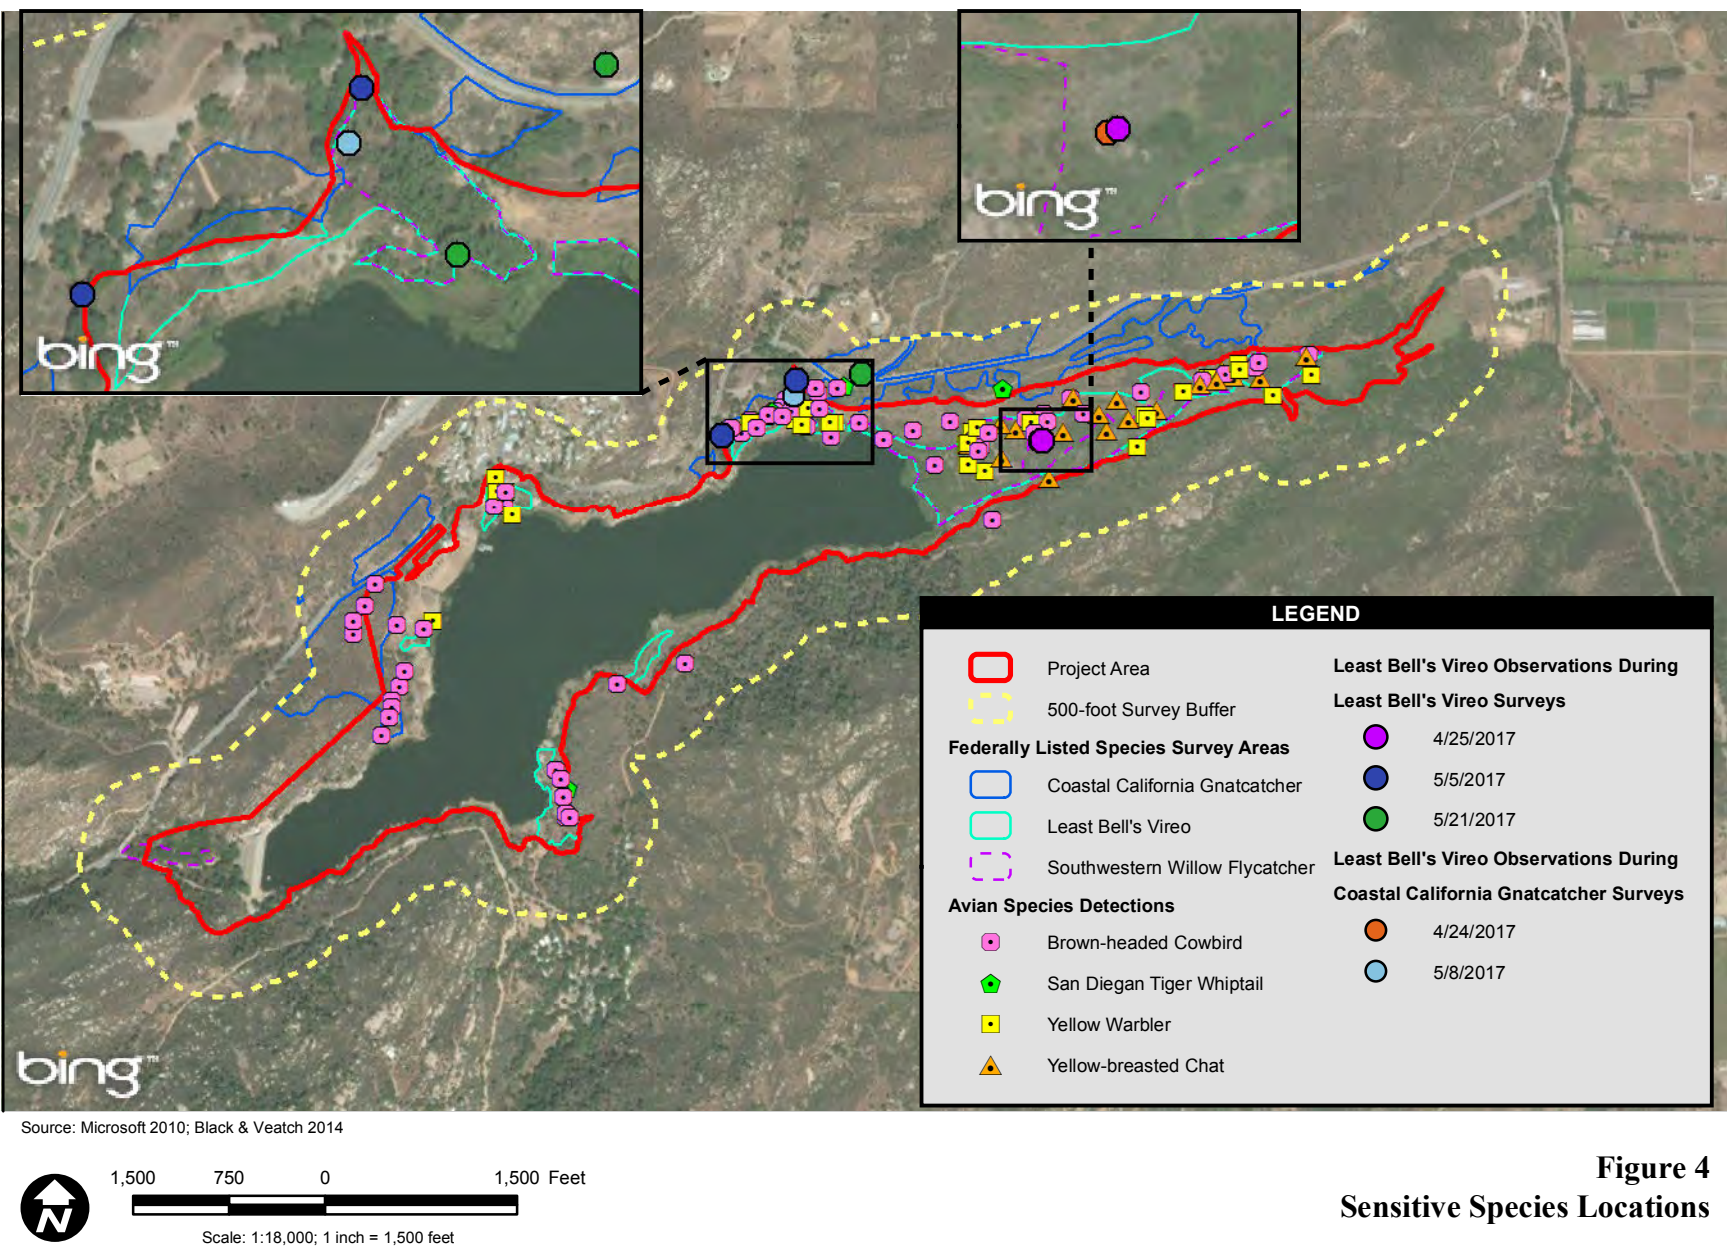 bing™
bing™
bing™
LEGEND
Project Area
500-foot Survey Buffer
Federally Listed Species Survey Areas
Coastal California Gnatcatcher
Least Bell's Vireo
Southwestern Willow Flycatcher
Avian Species Detections
Brown-headed Cowbird
San Diegan Tiger Whiptail
Yellow Warbler
Yellow-breasted Chat
Least Bell's Vireo Observations During
Least Bell's Vireo Surveys
4/25/2017
5/5/2017
5/21/2017
Least Bell's Vireo Observations During
Coastal California Gnatcatcher Surveys
4/24/2017
5/8/2017
Source: Microsoft 2010; Black & Veatch 2014
N
1,500 750 0 1,500 Feet
Scale: 1:18,000; 1 inch = 1,500 feet
Figure 4
Sensitive Species Locations